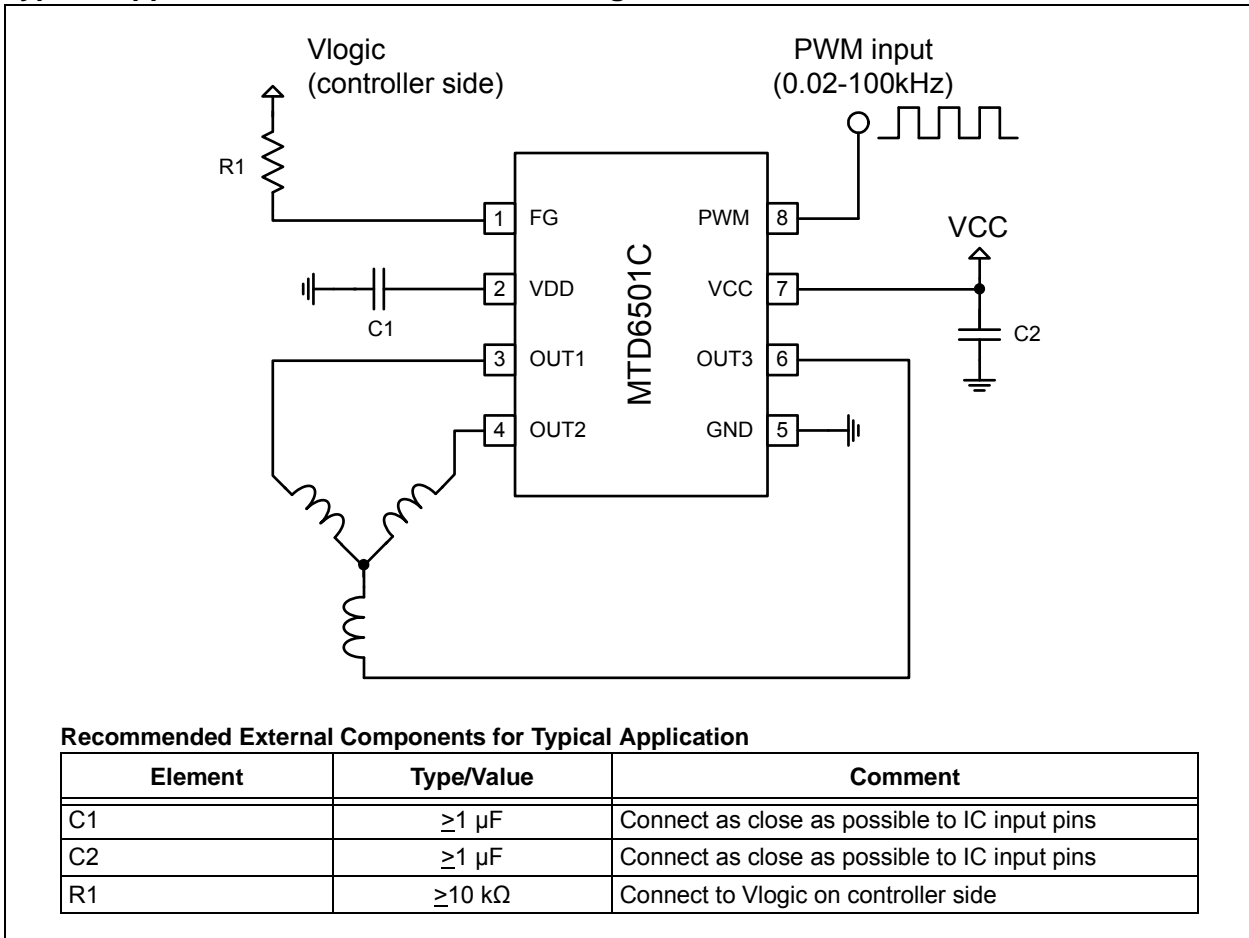 Vlogic
(controller side)
PWM input
(0.02-100kHz)
R1
1 FG
PWM 8
VCC
2 VDD
VCC 7
C1
C2
MTD6501C
3 OUT1
OUT3 6
4 OUT2
GND 5
Recommended External Components for Typical Application
Element Type/Value Comment
C1 ≥1 µF Connect as close as possible to IC input pins
C2 ≥1 µF Connect as close as possible to IC input pins
R1 ≥10 kΩ Connect to Vlogic on controller side